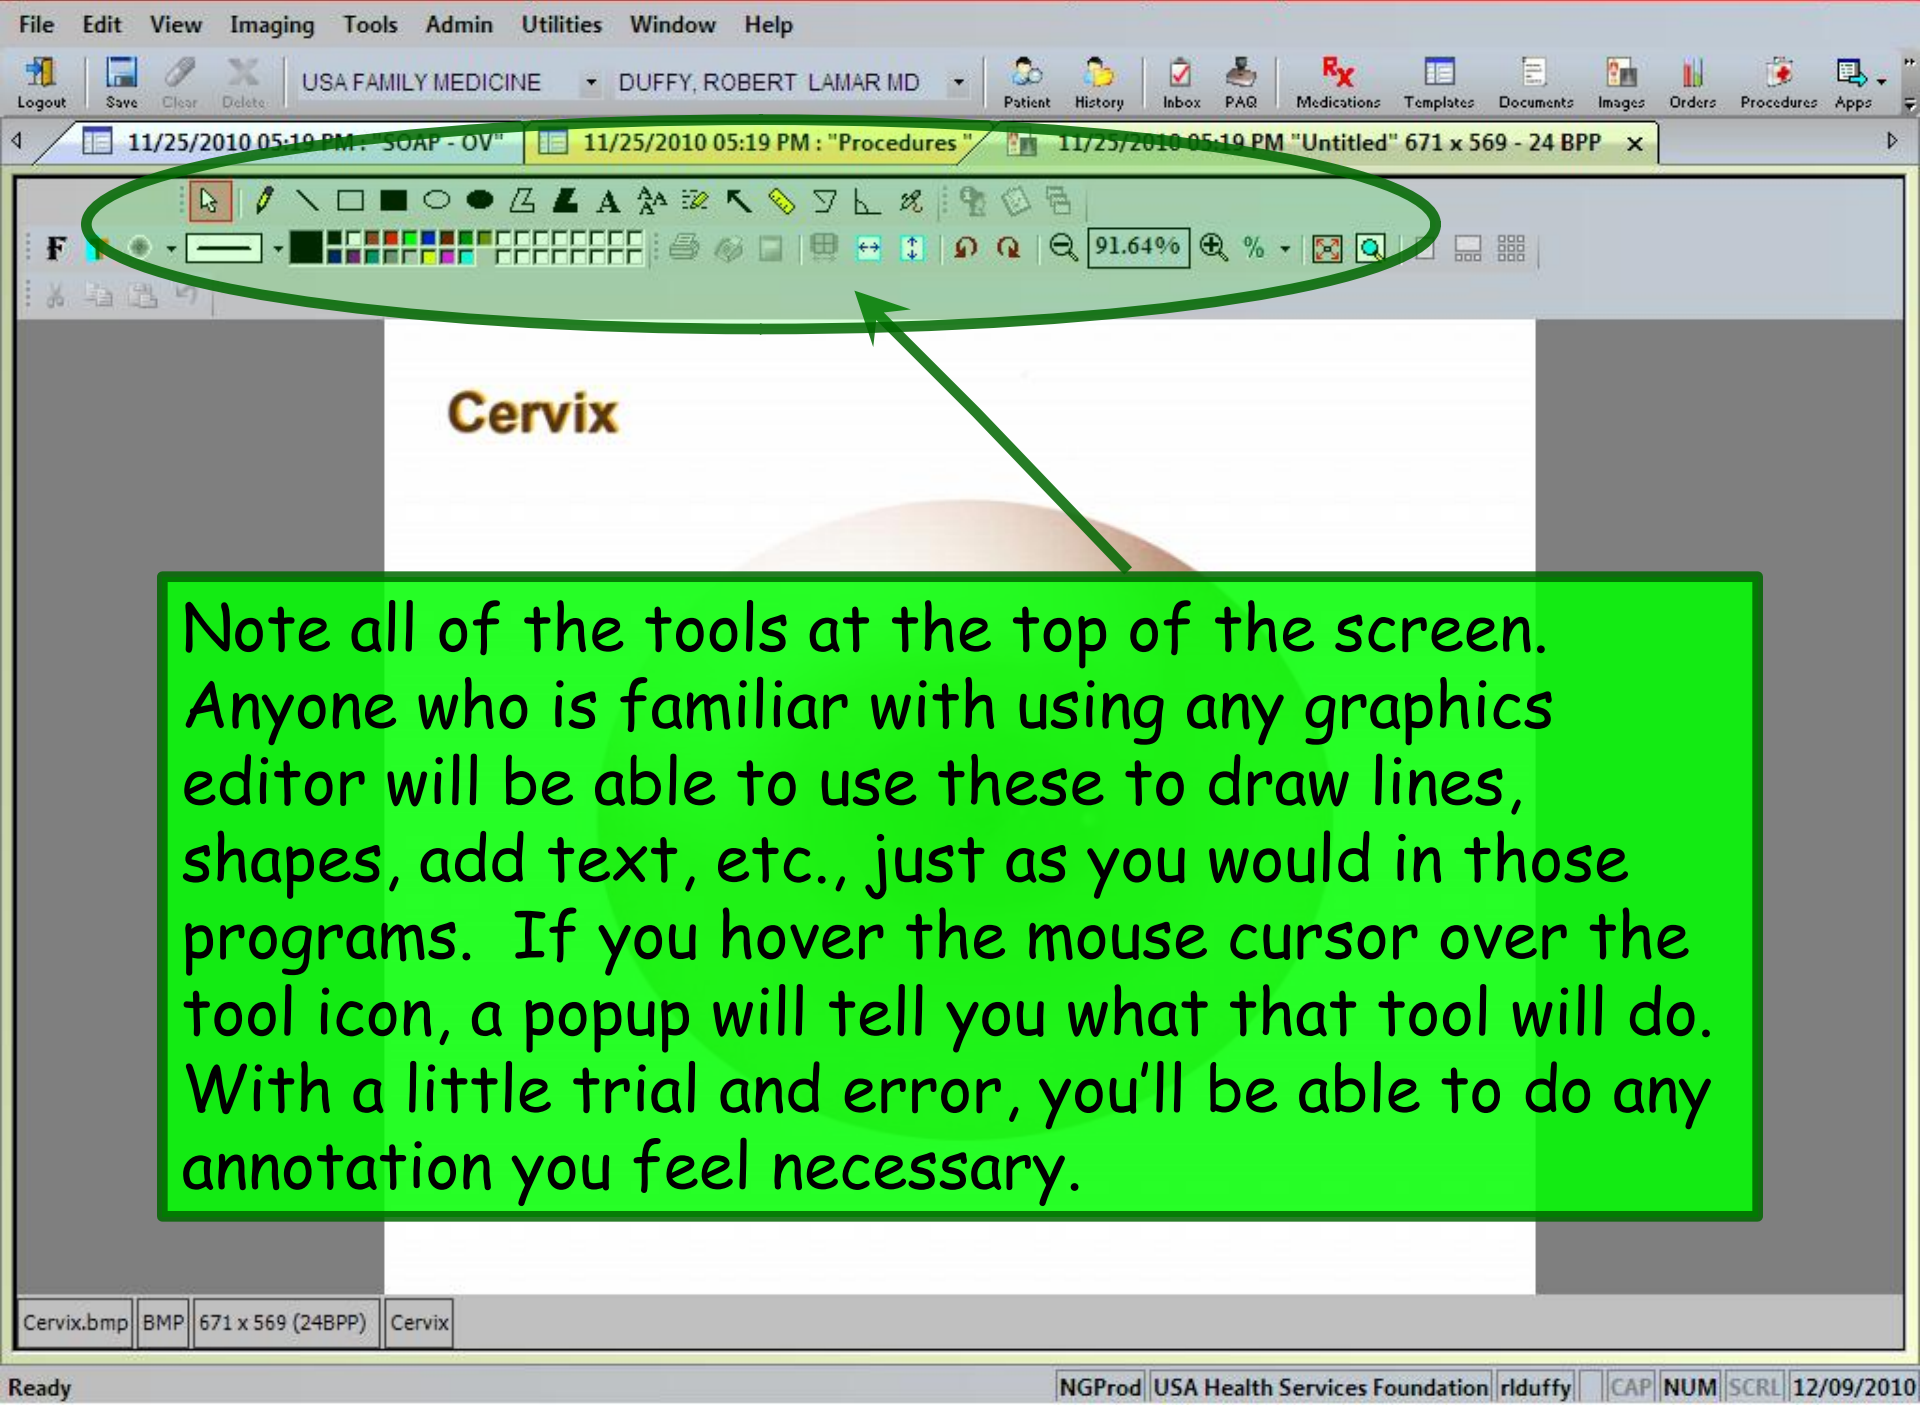 File Edit View Imaging Tools Admin Utilities Window Help
USA FAMILY MEDICINE DUFFY, ROBERT LAMAR MD
Logout Save Clear Delete Patient History Inbox PAQ Medications Templates Documents Images Orders Procedures Apps
11/25/2010 05:19 PM : "SOAP - OV" 11/25/2010 05:19 PM : "Procedures " 11/25/2010 05:19 PM "Untitled" 671 x 569 - 24 BPP
91.64% %
Cervix
Note all of the tools at the top of the screen.
Anyone who is familiar with using any graphics
editor will be able to use these to draw lines,
shapes, add text, etc., just as you would in those
programs.  If you hover the mouse cursor over the
tool icon, a popup will tell you what that tool will do.
With a little trial and error, you’ll be able to do any
annotation you feel necessary.
Cervix.bmp BMP 671 x 569 (24BPP) Cervix
Ready NGProd USA Health Services Foundation rlduffy CAP NUM SCRL 12/09/2010